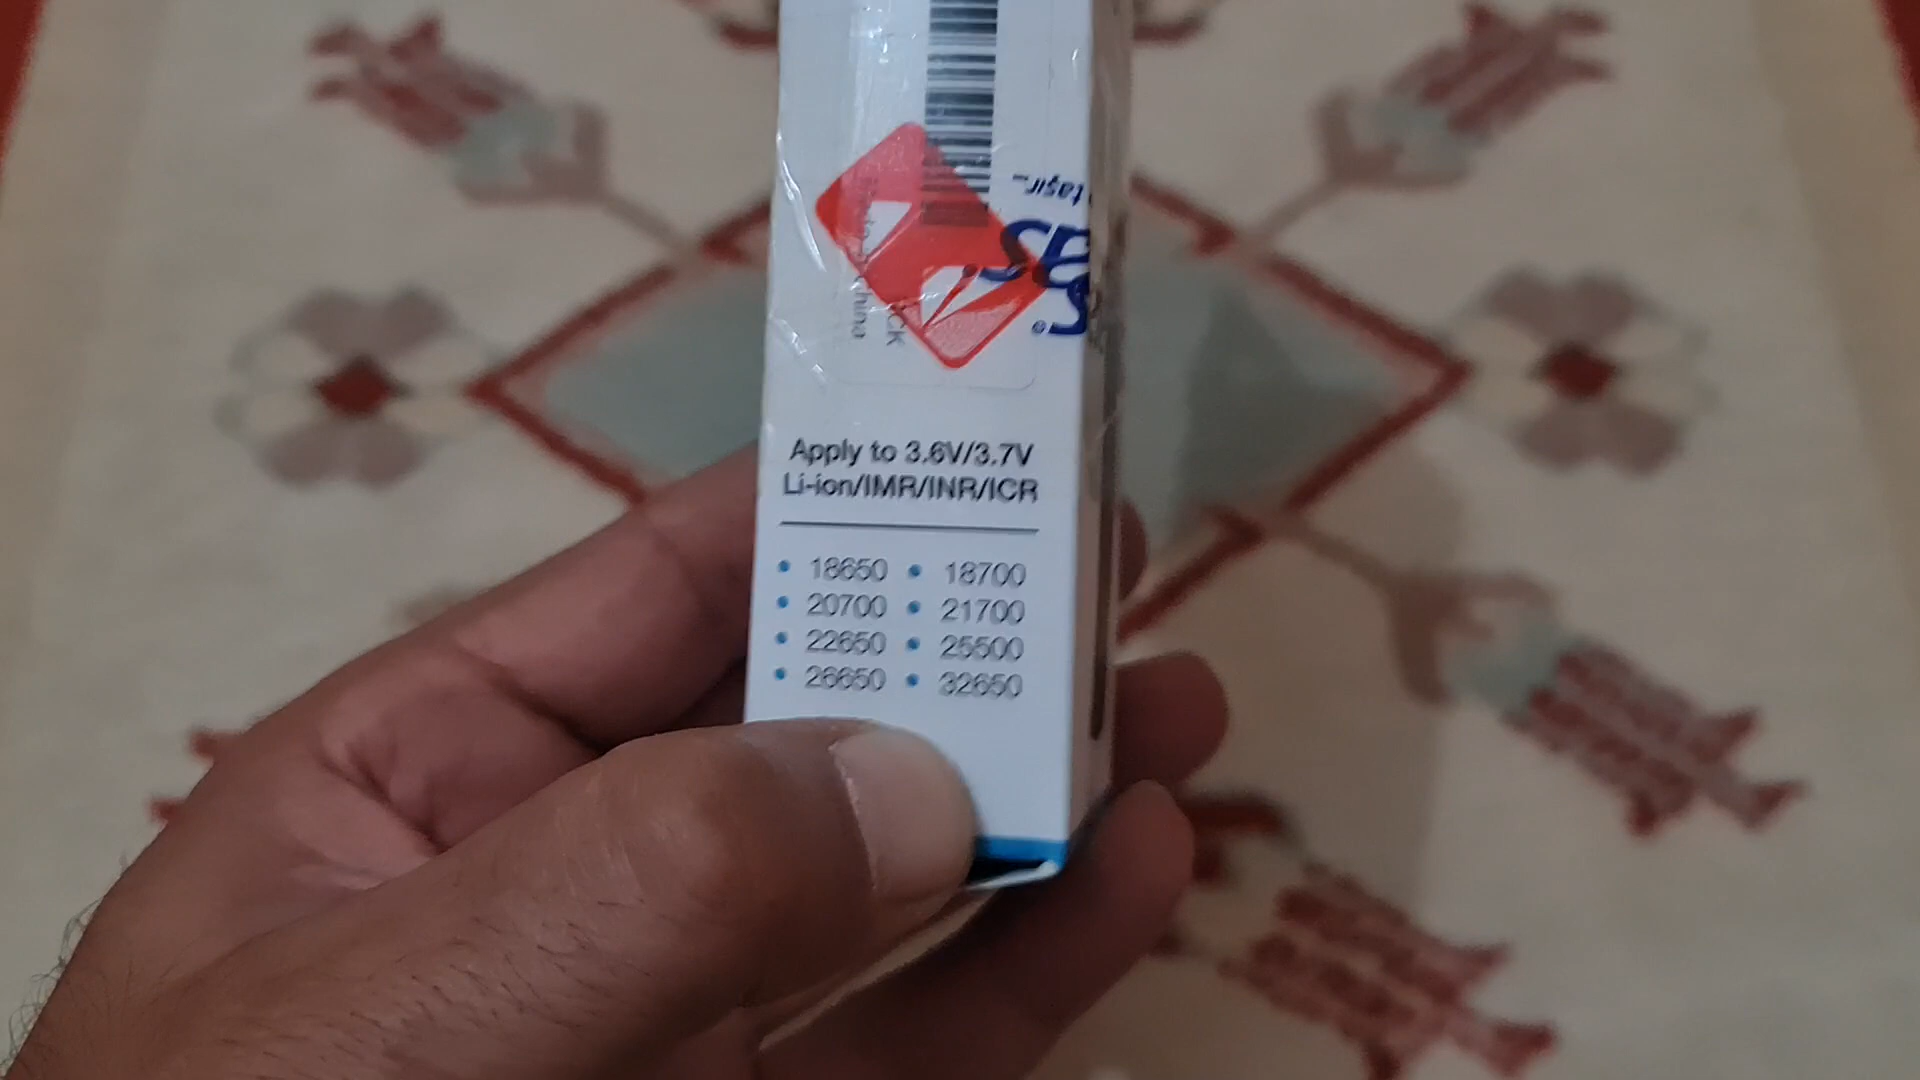 taşır...
Apply to 3.6V/3.7V
Li-ion/IMR/INR/ICR
18650 18700
20700 21700
22650 25500
26650 32650